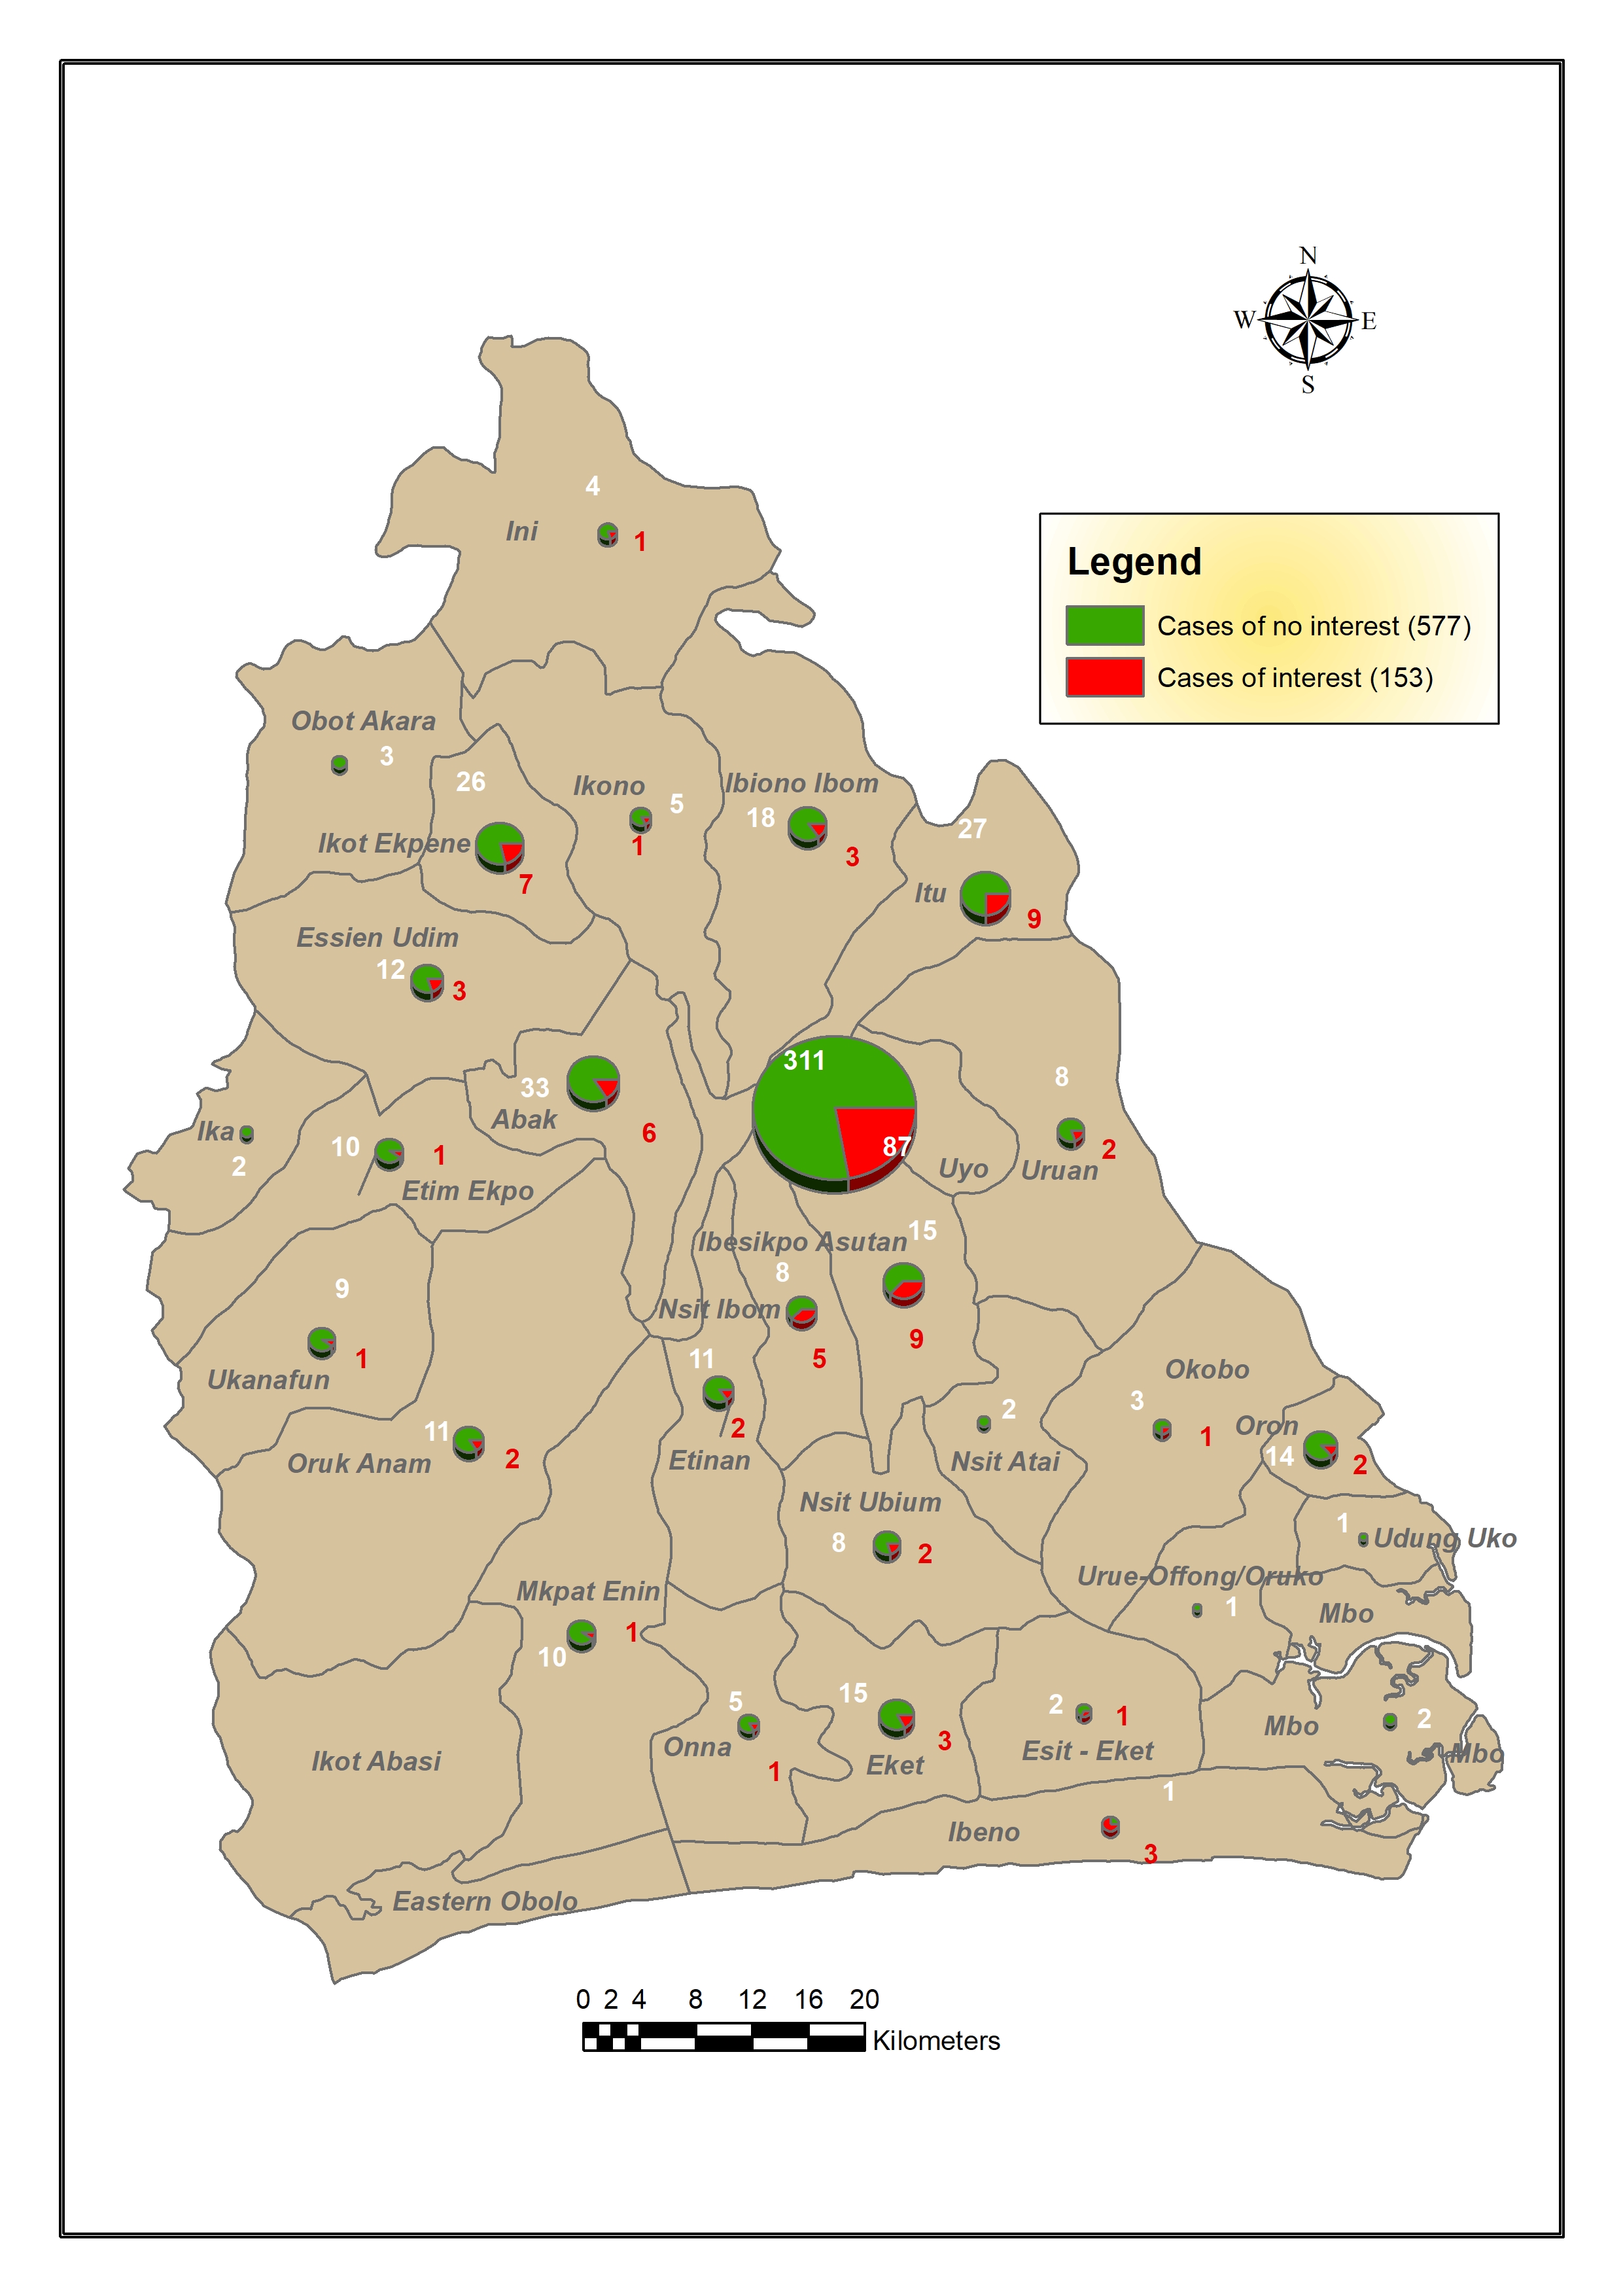 N
W E
S
4
Ini
1
Legend
Cases of no interest (577)
Cases of interest (153)
Obot Akara
3
26
Ikot Ekpene
7
Ikono
5
1
Ibiono Ibom
18
3
27
Itu
9
Essien Udim
12
3
33
Abak
6
311
87
Uyo
8
Uruan
2
Ika
2
10
1
Etim Ekpo
Ibesikpo Asutan
15
9
8
Nsit Ibom
5
9
1
Ukanafun
11
2
Etinan
11
Oruk Anam
2
2
Nsit Atai
Okobo
3
1
Oron
14
2
Nsit Ubium
8
2
1
Udung Uko
Urue-Offong/Oruko
1
Mbo
Mkpat Enin
1
10
5
Onna
1
15
3
Eket
2
1
Esit - Eket
Mbo
2
Mbo
Ikot Abasi
1
Ibeno
3
Eastern Obolo
0 2 4 8 12 16 20
Kilometers